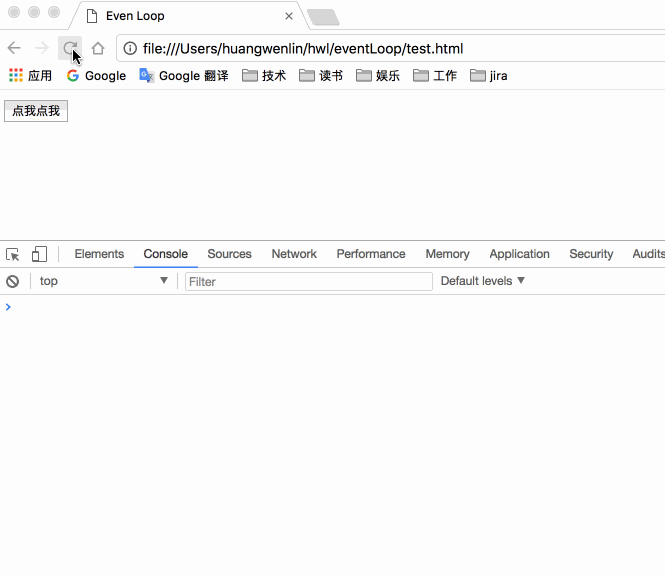 Even Loop
file:///Users/huangwenlin/hwl/eventLoop/test.html
应用 Google Google 翻译 技术 读书 娱乐 工作 jira
点我点我
Elements Console Sources Network Performance Memory Application Security Audits
top Filter Default levels